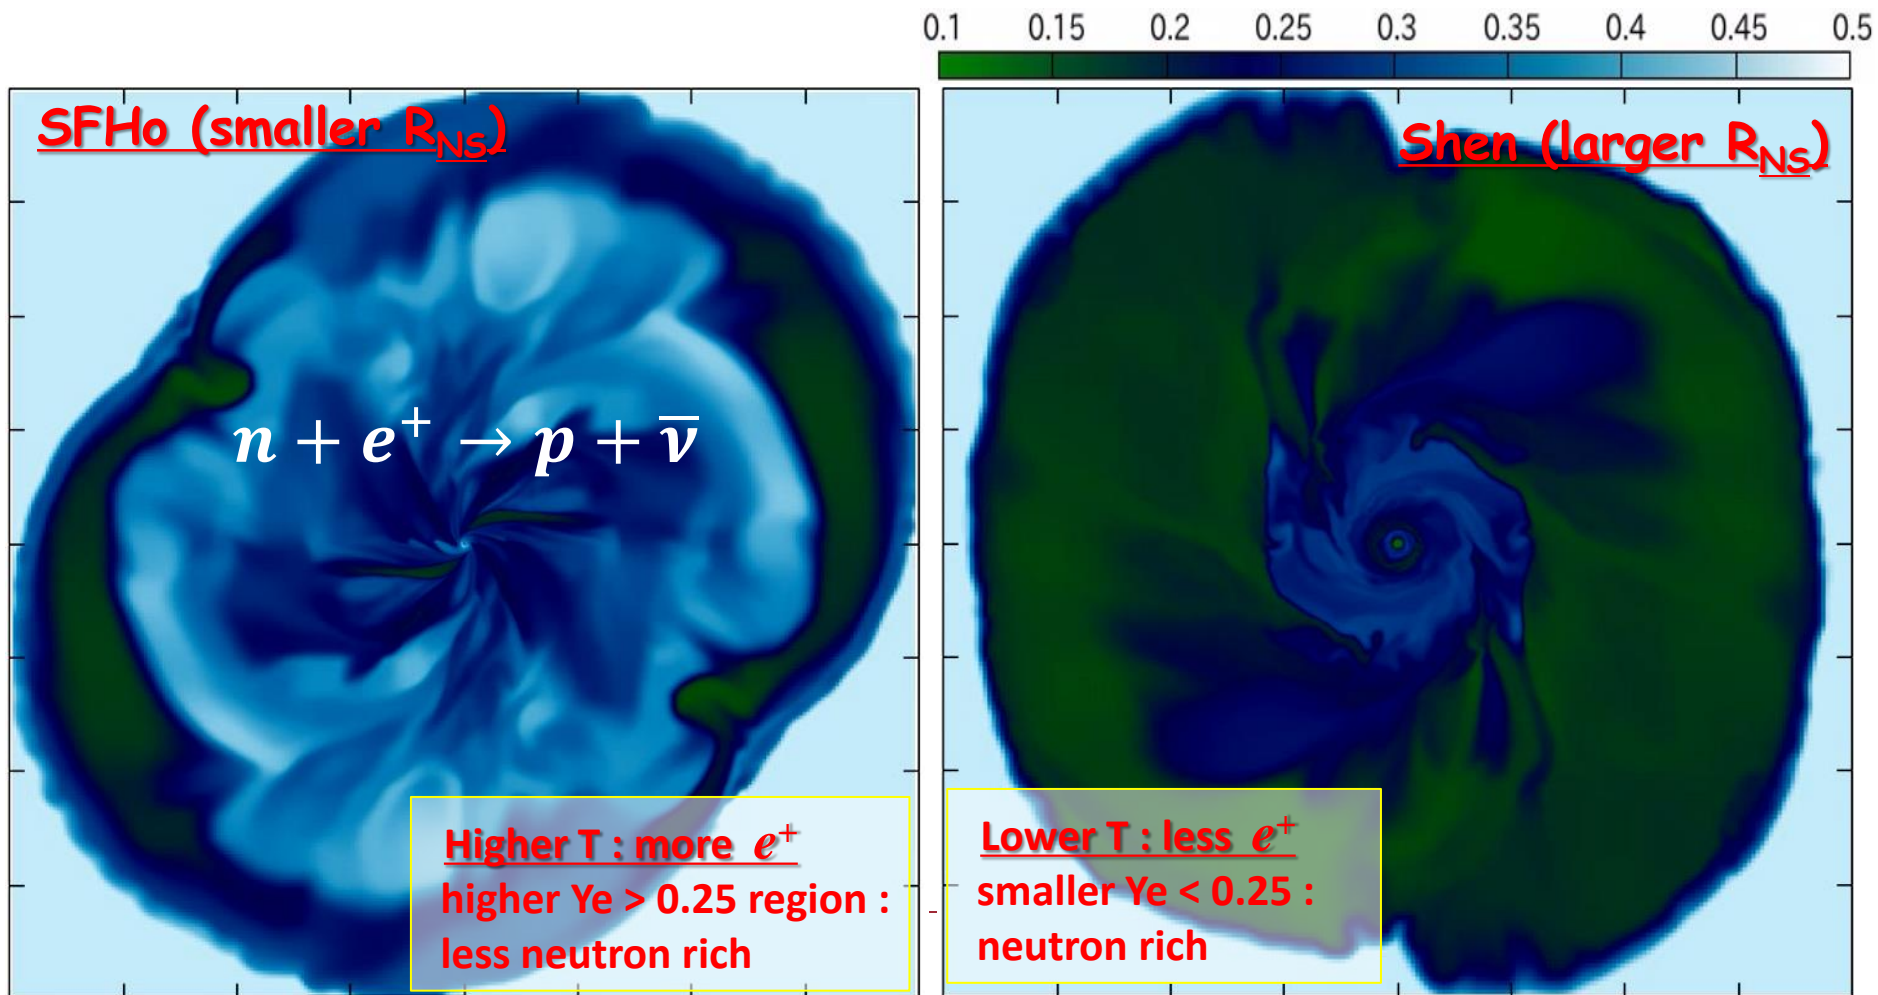 0.1 0.15 0.2 0.25 0.3 0.35 0.4 0.45 0.5
SFHo (smaller R_NS)
Shen (larger R_NS)
n + e⁺ → p + ν̅
Higher T : more e⁺
higher Ye > 0.25 region :
less neutron rich
Lower T : less e⁺
smaller Ye < 0.25 :
neutron rich